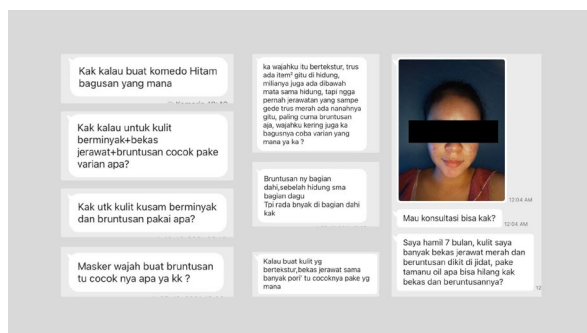 Kak kalau buat komedo Hitam
bagusan yang mana
Kak kalau untuk kulit
berminyak+bekas
jerawat+bruntusan cocok pake
varian apa?
Kak utk kulit kusam berminyak
dan bruntusan pakai apa?
Masker wajah buat bruntusan
tu cocok nya apa ya kk ?
ka wajahku itu bertekstur, trus
ada item² gitu di hidung,
milianya juga ada dibawah
mata sama hidung, tapi ngga
pernah jerawatan yang sampe
gede trus merah ada nanahnya
gitu, paling cuma bruntusan
aja, wajahku kering juga ka
bagusnya coba varian yang
mana ya ka ?
Bruntusan ny bagian
dahi,sebelah hidung sma
bagian dagu
Tpi rada bnyak di bagian dahi
kak
Kalau buat kulit yg
bertekstur,bekas jerawat sama
banyak pori² tu cocoknya pake yg
mana
12:04 AM
Mau konsultasi bisa kak?
12:04 AM
Saya hamil 7 bulan, kulit saya
banyak bekas jerawat merah dan
beruntusan dikit di jidat, pake
tamanu oil apa bisa hilang kak
bekas dan beruntusannya?
12